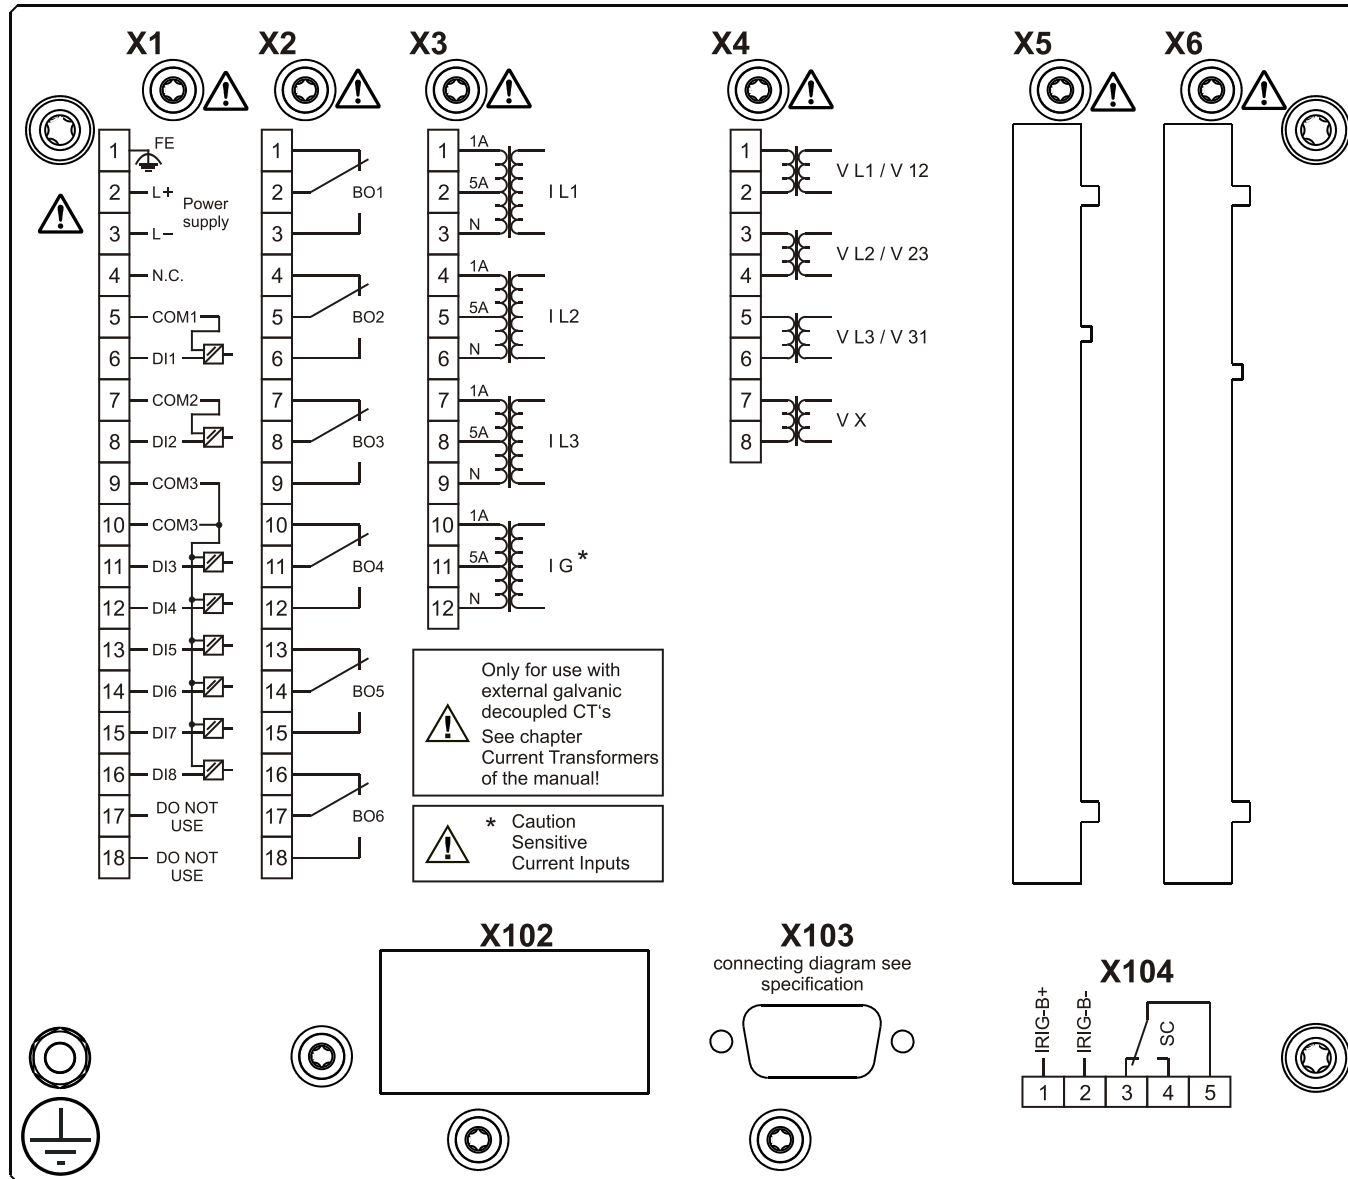 X1 X2 X3 X4 X5 X6
1 FE
2 L+ Power
supply
3 L-
4 N.C.
5 COM1
6 DI1
7 COM2
8 DI2
9 COM3
10 COM3
11 DI3
12 DI4
13 DI5
14 DI6
15 DI7
16 DI8
17 DO NOT
USE
18 DO NOT
USE
1
2 BO1
3
4
5 BO2
6
7
8 BO3
9
10
11 BO4
12
13
14 BO5
15
16
17 BO6
18
1 1A
2 5A I L1
3 N
4 1A
5 5A I L2
6 N
7 1A
8 5A I L3
9 N
10 1A
11 5A I G *
12 N
Only for use with
external galvanic
decoupled CT‘s
See chapter
Current Transformers
of the manual!
* Caution
Sensitive
Current Inputs
1
V L1 / V 12
2
3
V L2 / V 23
4
5
V L3 / V 31
6
7
V X
8
X102
X103
connecting diagram see
specification
X104
IRIG-B+
IRIG-B-
SC
1 2 3 4 5